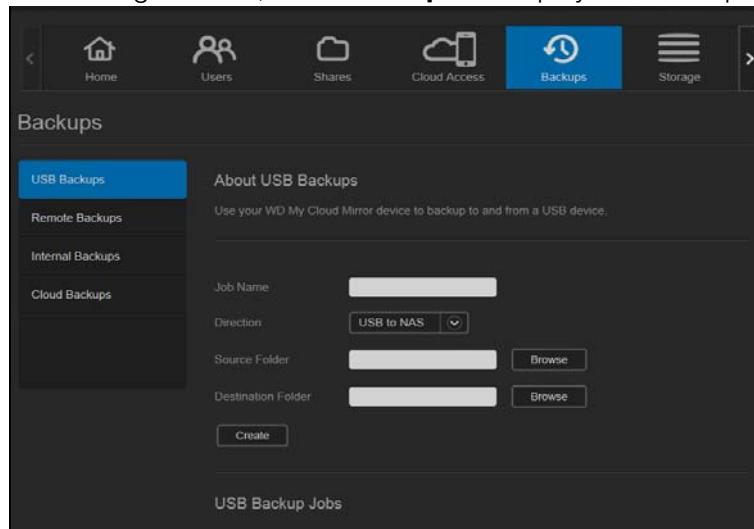 Home Users Shares Cloud Access Backups Storage
Backups
USB Backups
Remote Backups
Internal Backups
Cloud Backups
About USB Backups
Use your WD My Cloud Mirror device to backup to and from a USB device.
Job Name
Direction USB to NAS
Source Folder Browse
Destination Folder Browse
Create
USB Backup Jobs